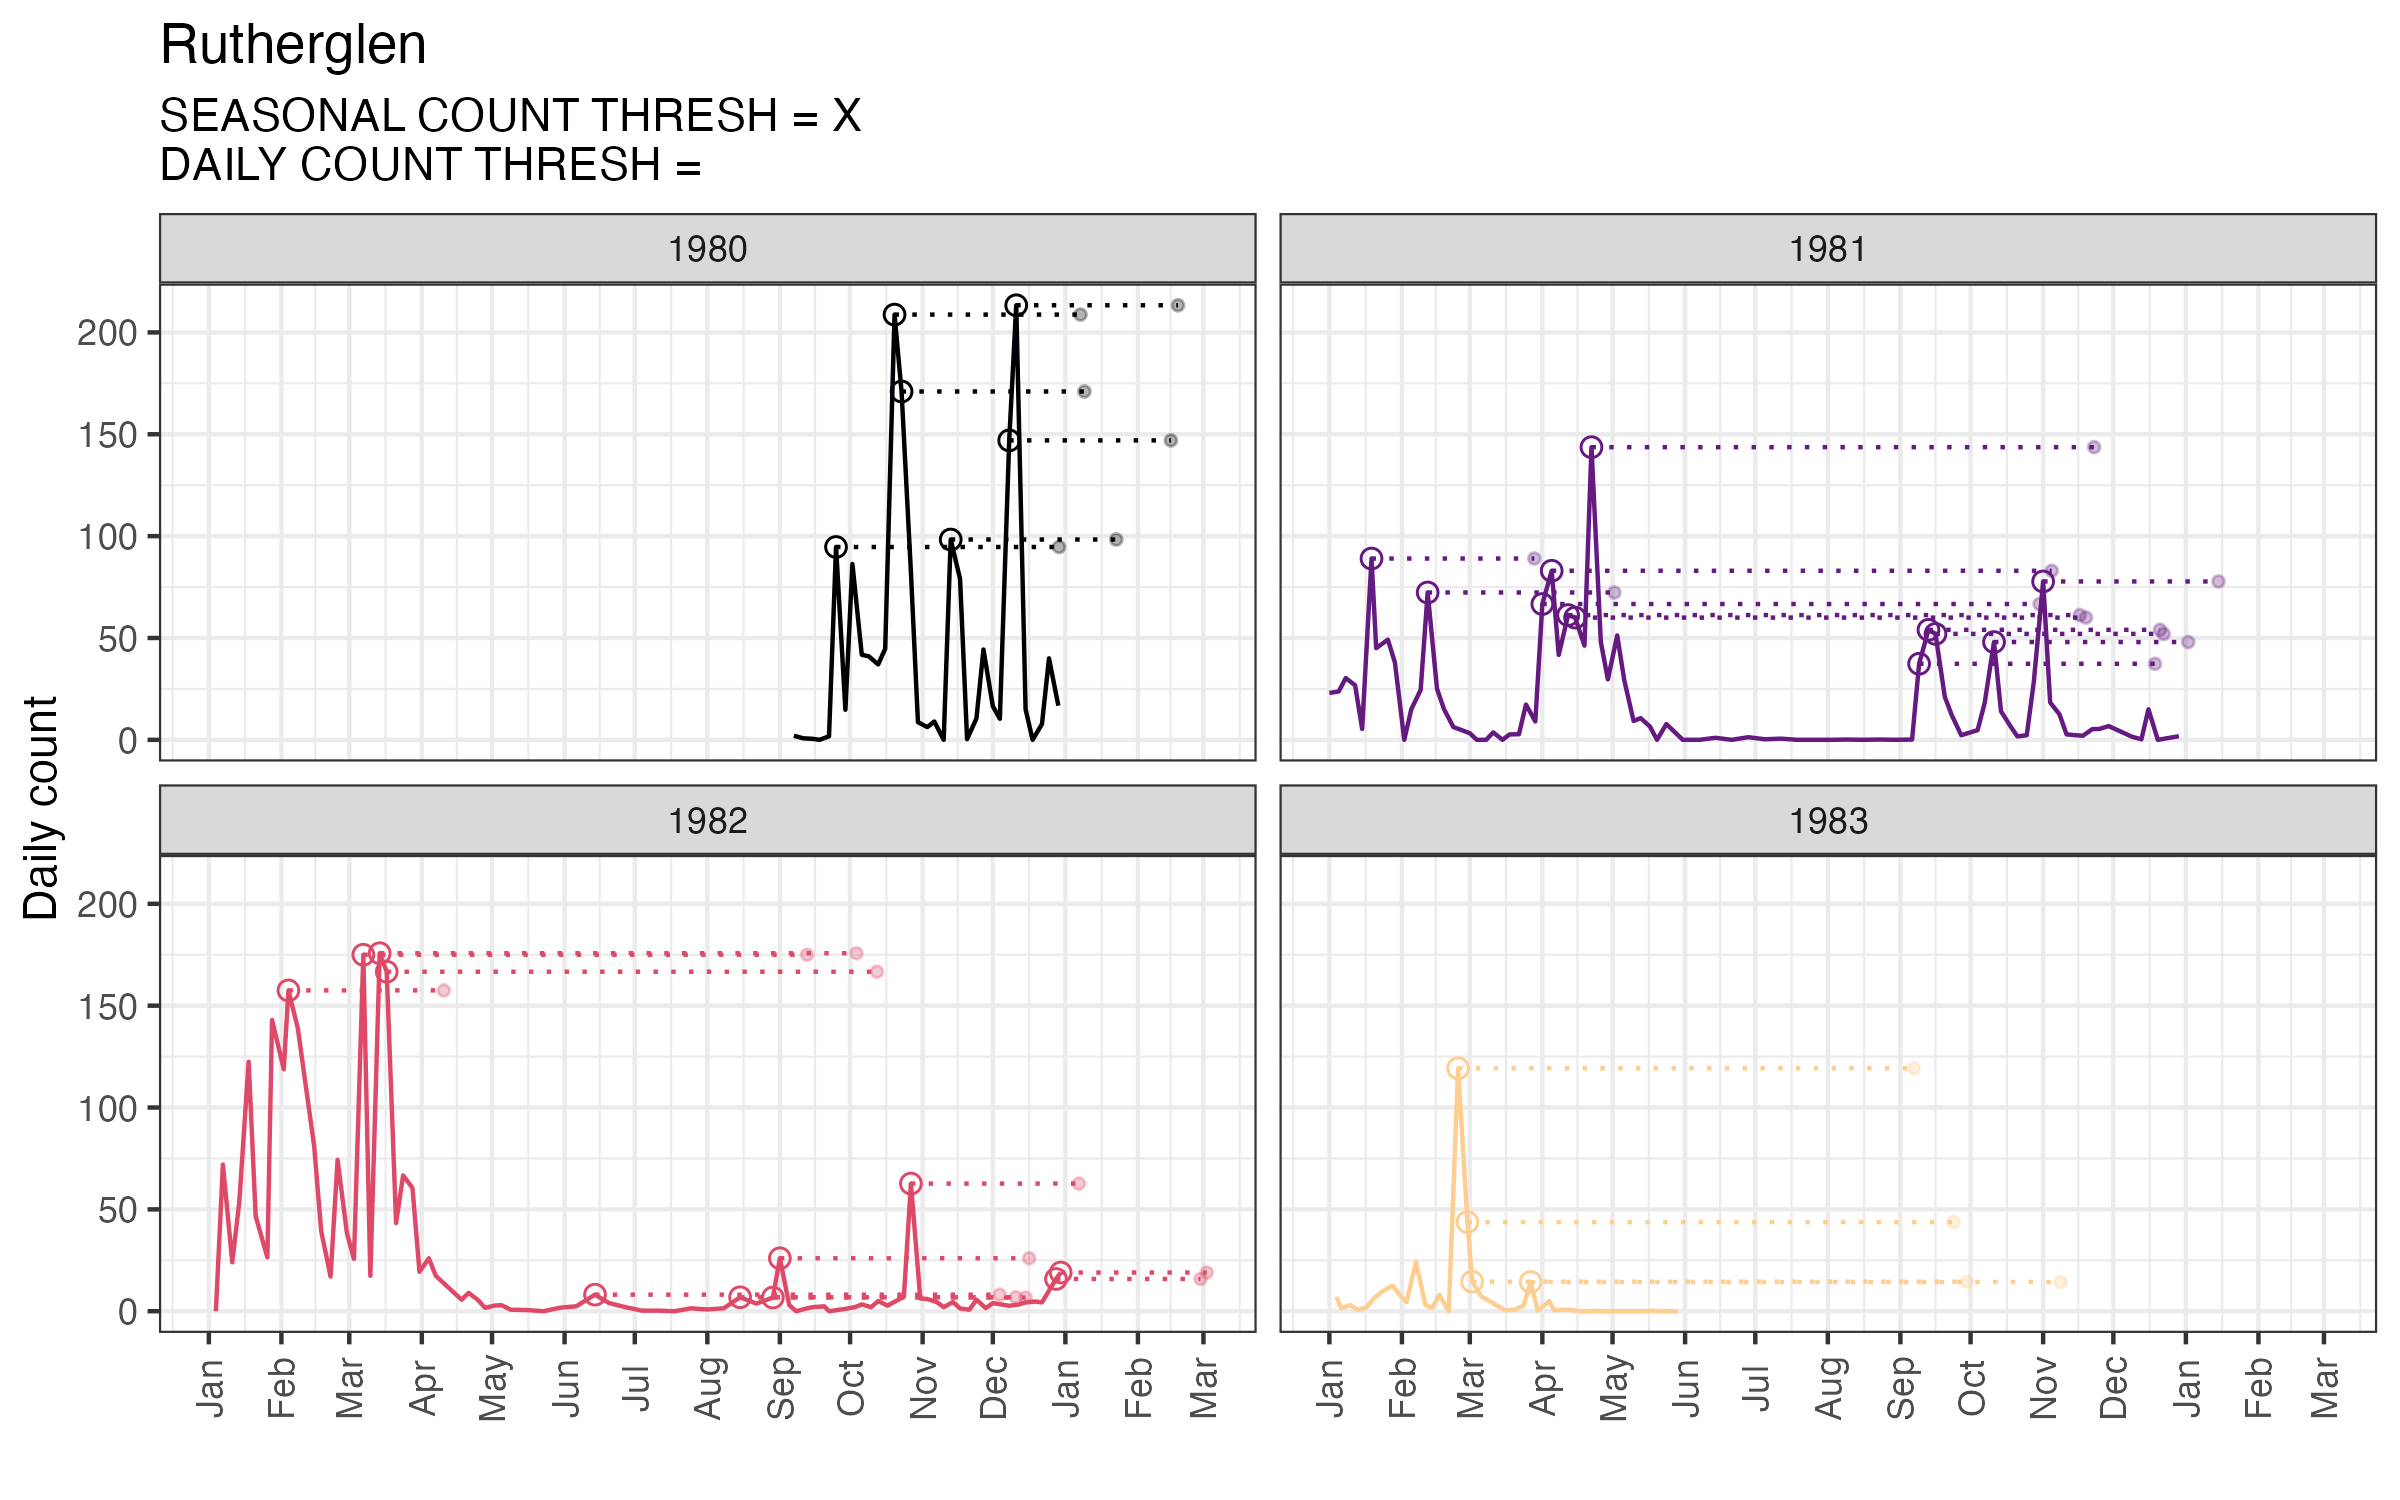 Rutherglen
SEASONAL COUNT THRESH = X
DAILY COUNT THRESH =
1980
1981
200
150
100
50
0
1982
1983
200
150
100
50
0
Daily count
Jan Feb Mar Apr May Jun Jul Aug Sep Oct Nov Dec Jan Feb Mar
Jan Feb Mar Apr May Jun Jul Aug Sep Oct Nov Dec Jan Feb Mar